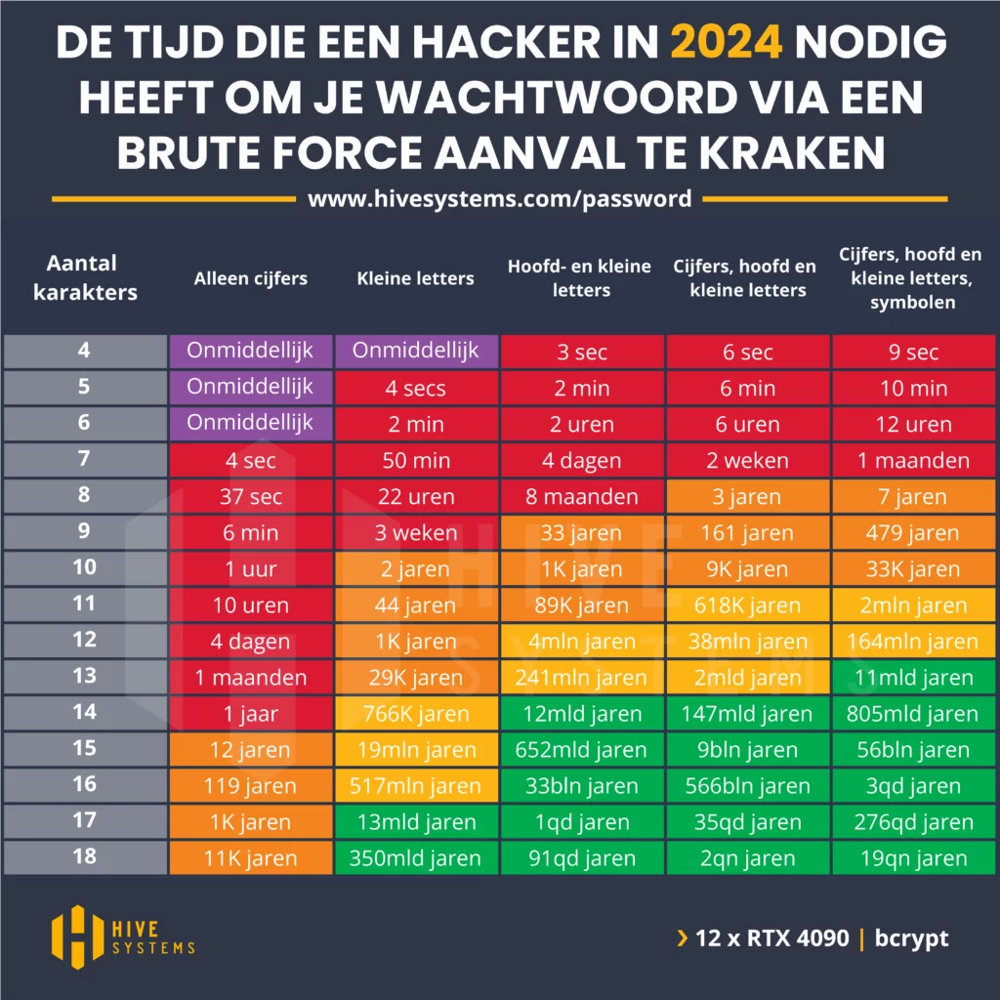 DE TIJD DIE EEN HACKER IN 2024 NODIG
HEEFT OM JE WACHTWOORD VIA EEN
BRUTE FORCE AANVAL TE KRAKEN
www.hivesystems.com/password
Aantal karakters Alleen cijfers Kleine letters Hoofd- en kleine letters Cijfers, hoofd en kleine letters Cijfers, hoofd en kleine letters, symbolen
4 Onmiddellijk Onmiddellijk 3 sec 6 sec 9 sec
5 Onmiddellijk 4 secs 2 min 6 min 10 min
6 Onmiddellijk 2 min 2 uren 6 uren 12 uren
7 4 sec 50 min 4 dagen 2 weken 1 maanden
8 37 sec 22 uren 8 maanden 3 jaren 7 jaren
9 6 min 3 weken 33 jaren 161 jaren 479 jaren
10 1 uur 2 jaren 1K jaren 9K jaren 33K jaren
11 10 uren 44 jaren 89K jaren 618K jaren 2mln jaren
12 4 dagen 1K jaren 4mln jaren 38mln jaren 164mln jaren
13 1 maanden 29K jaren 241mln jaren 2mld jaren 11mld jaren
14 1 jaar 766K jaren 12mld jaren 147mld jaren 805mld jaren
15 12 jaren 19mln jaren 652mld jaren 9bln jaren 56bln jaren
16 119 jaren 517mln jaren 33bln jaren 566bln jaren 3qd jaren
17 1K jaren 13mld jaren 1qd jaren 35qd jaren 276qd jaren
18 11K jaren 350mld jaren 91qd jaren 2qn jaren 19qn jaren
HIVE
SYSTEMS
HIVE
SYSTEMS
› 12 x RTX 4090 | bcrypt